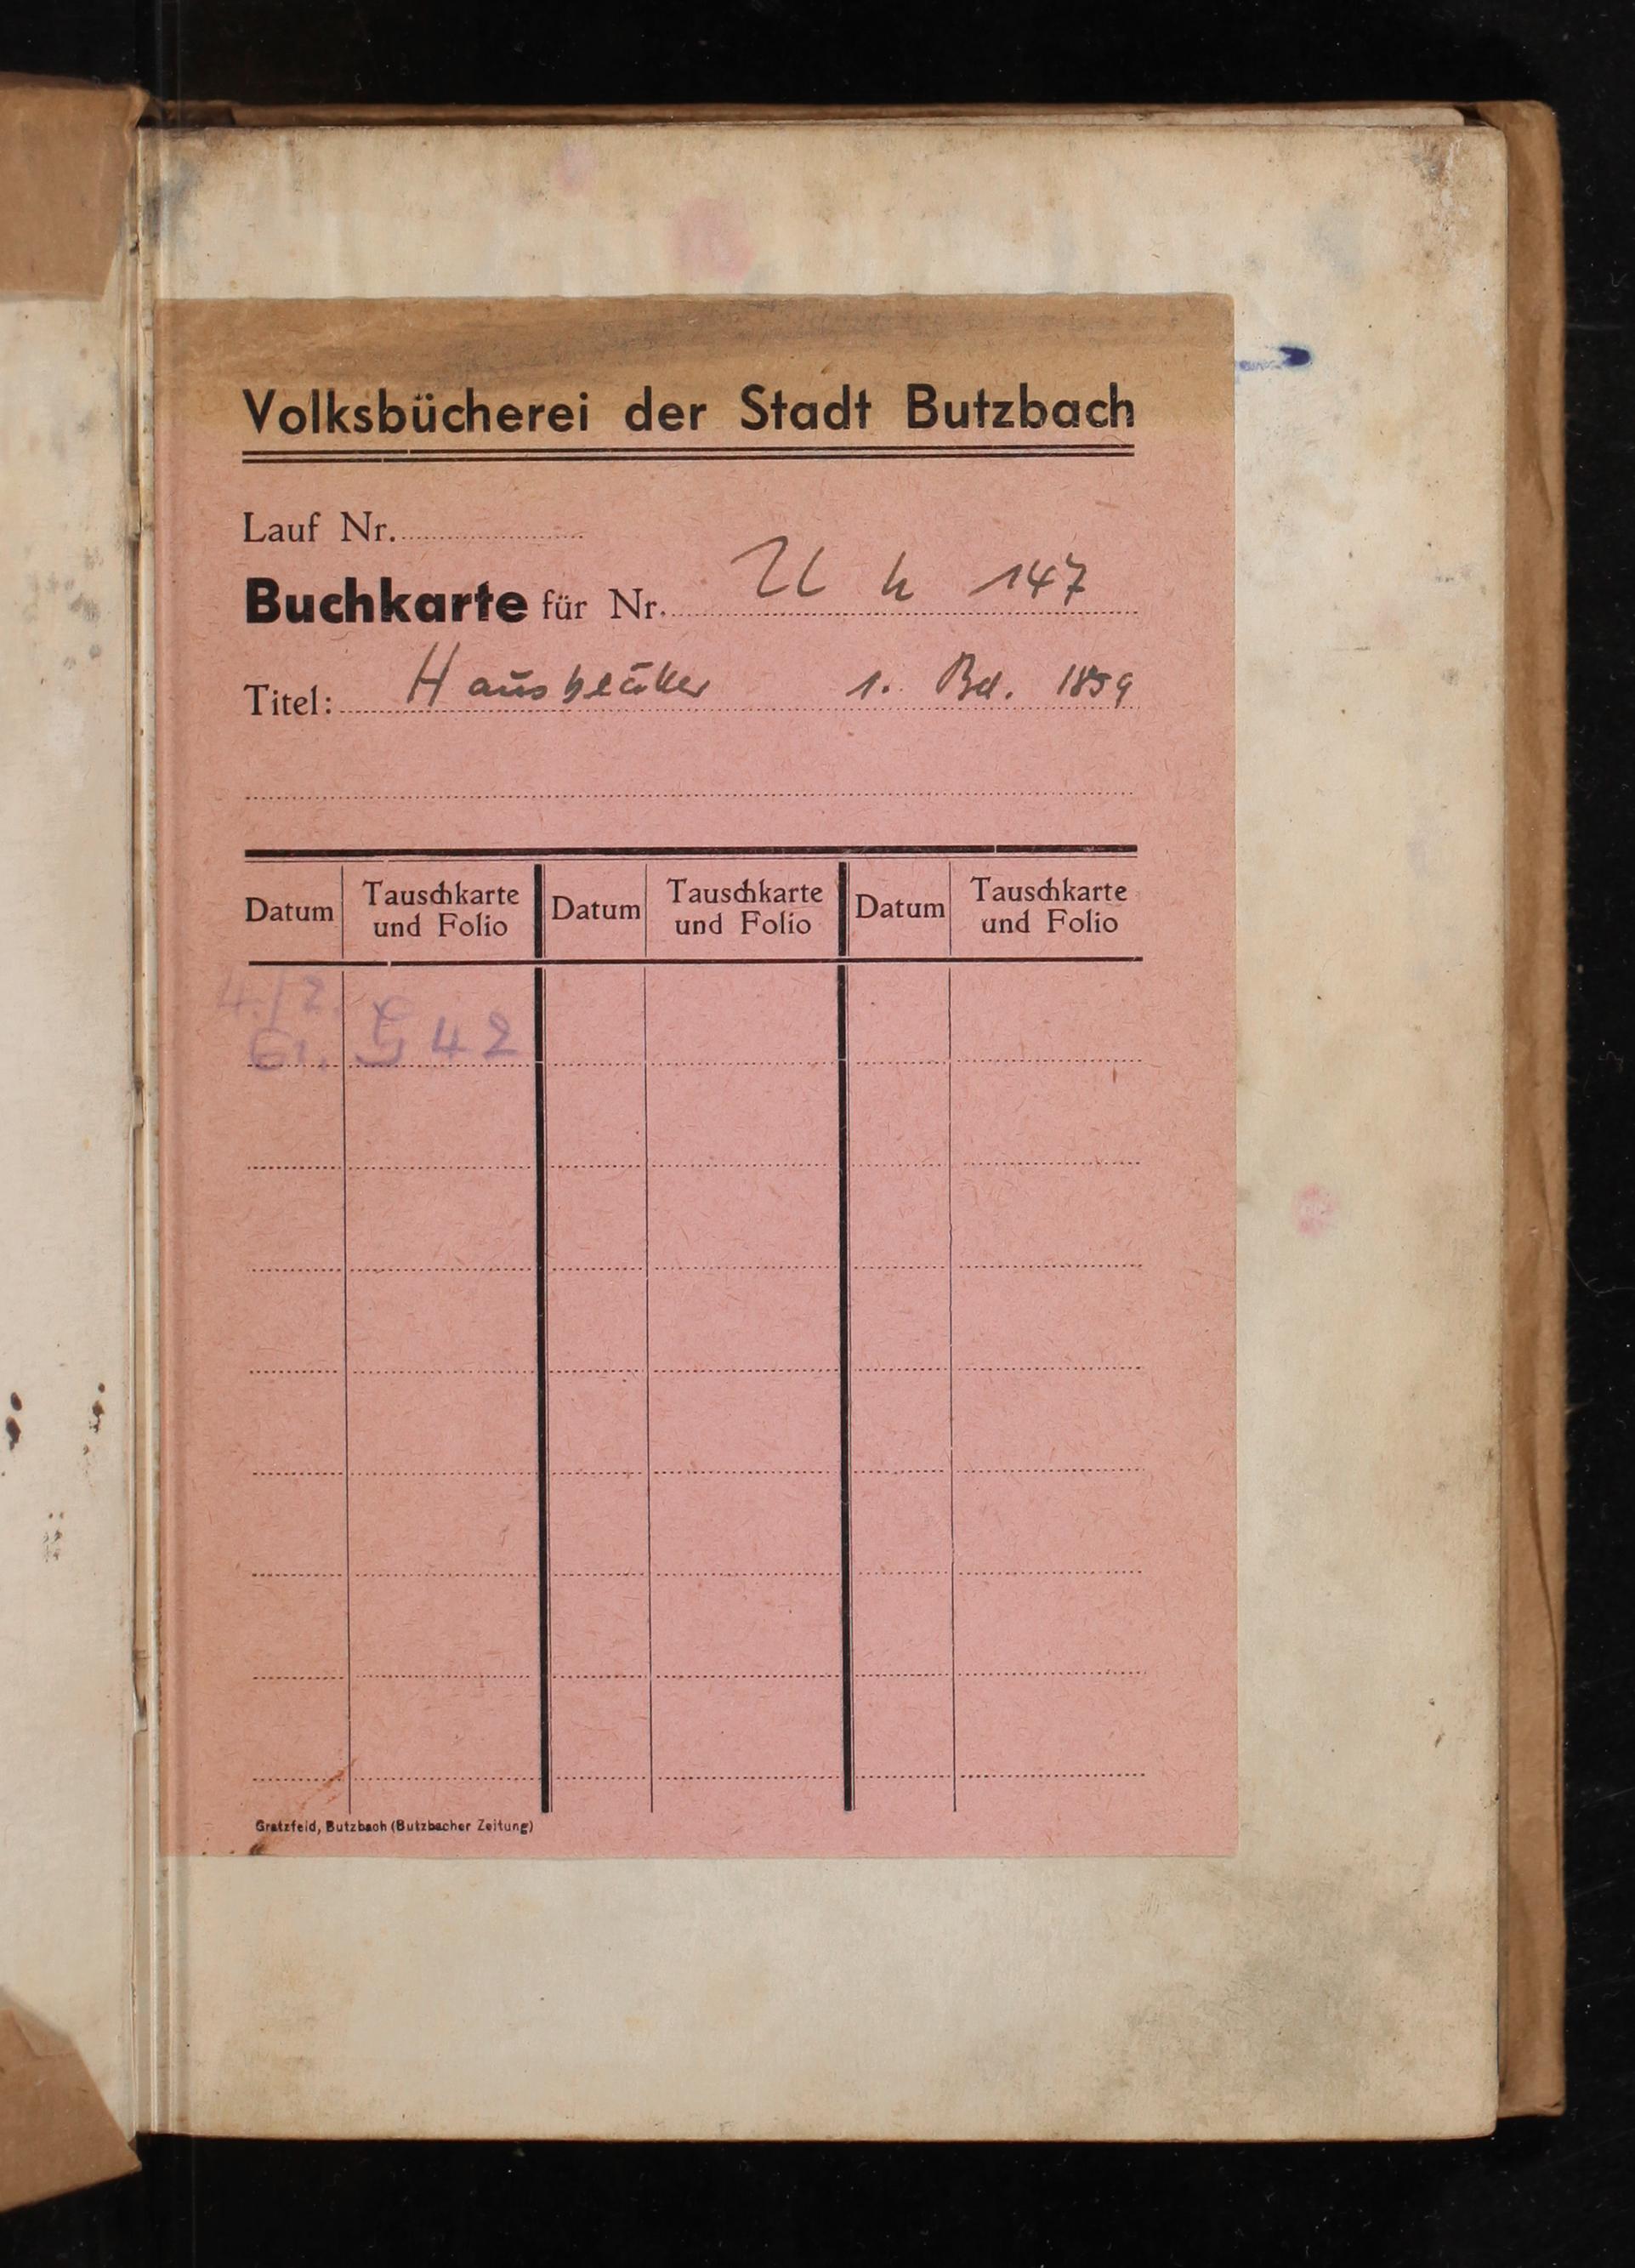 Volksbücherei der Stadt Butzbach
Lauf Nr.
Buchkarte für Nr. U h 147
Titel: Hausblätter 1. Bd. 1859
Datum Tauschkarte und Folio Datum Tauschkarte und Folio Datum Tauschkarte und Folio
42
Gratzfeld, Butzbach (Butzbacher Zeitung)